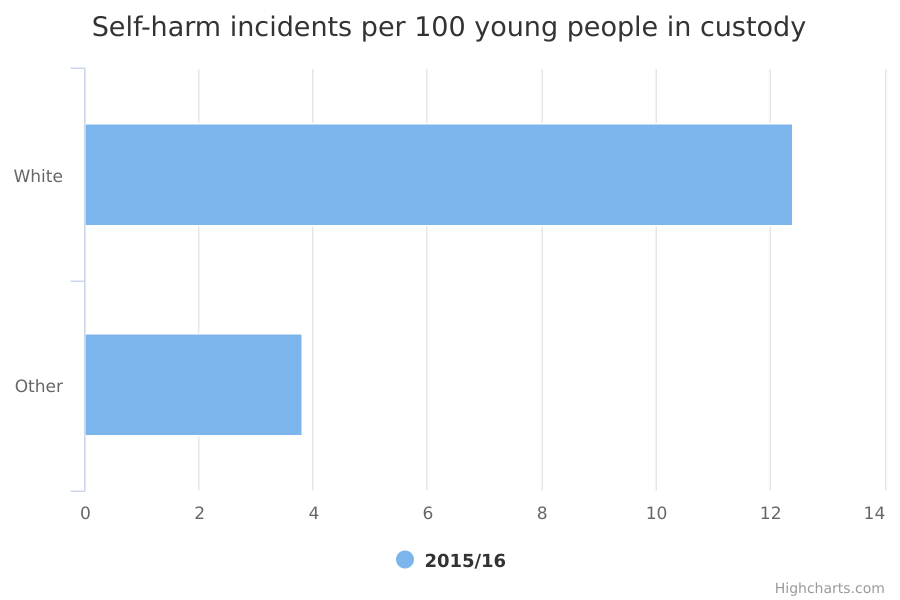 Self-harm incidents per 100 young people in custody
White
Other
0 2 4 6 8 10 12 14
2015/16
Highcharts.com